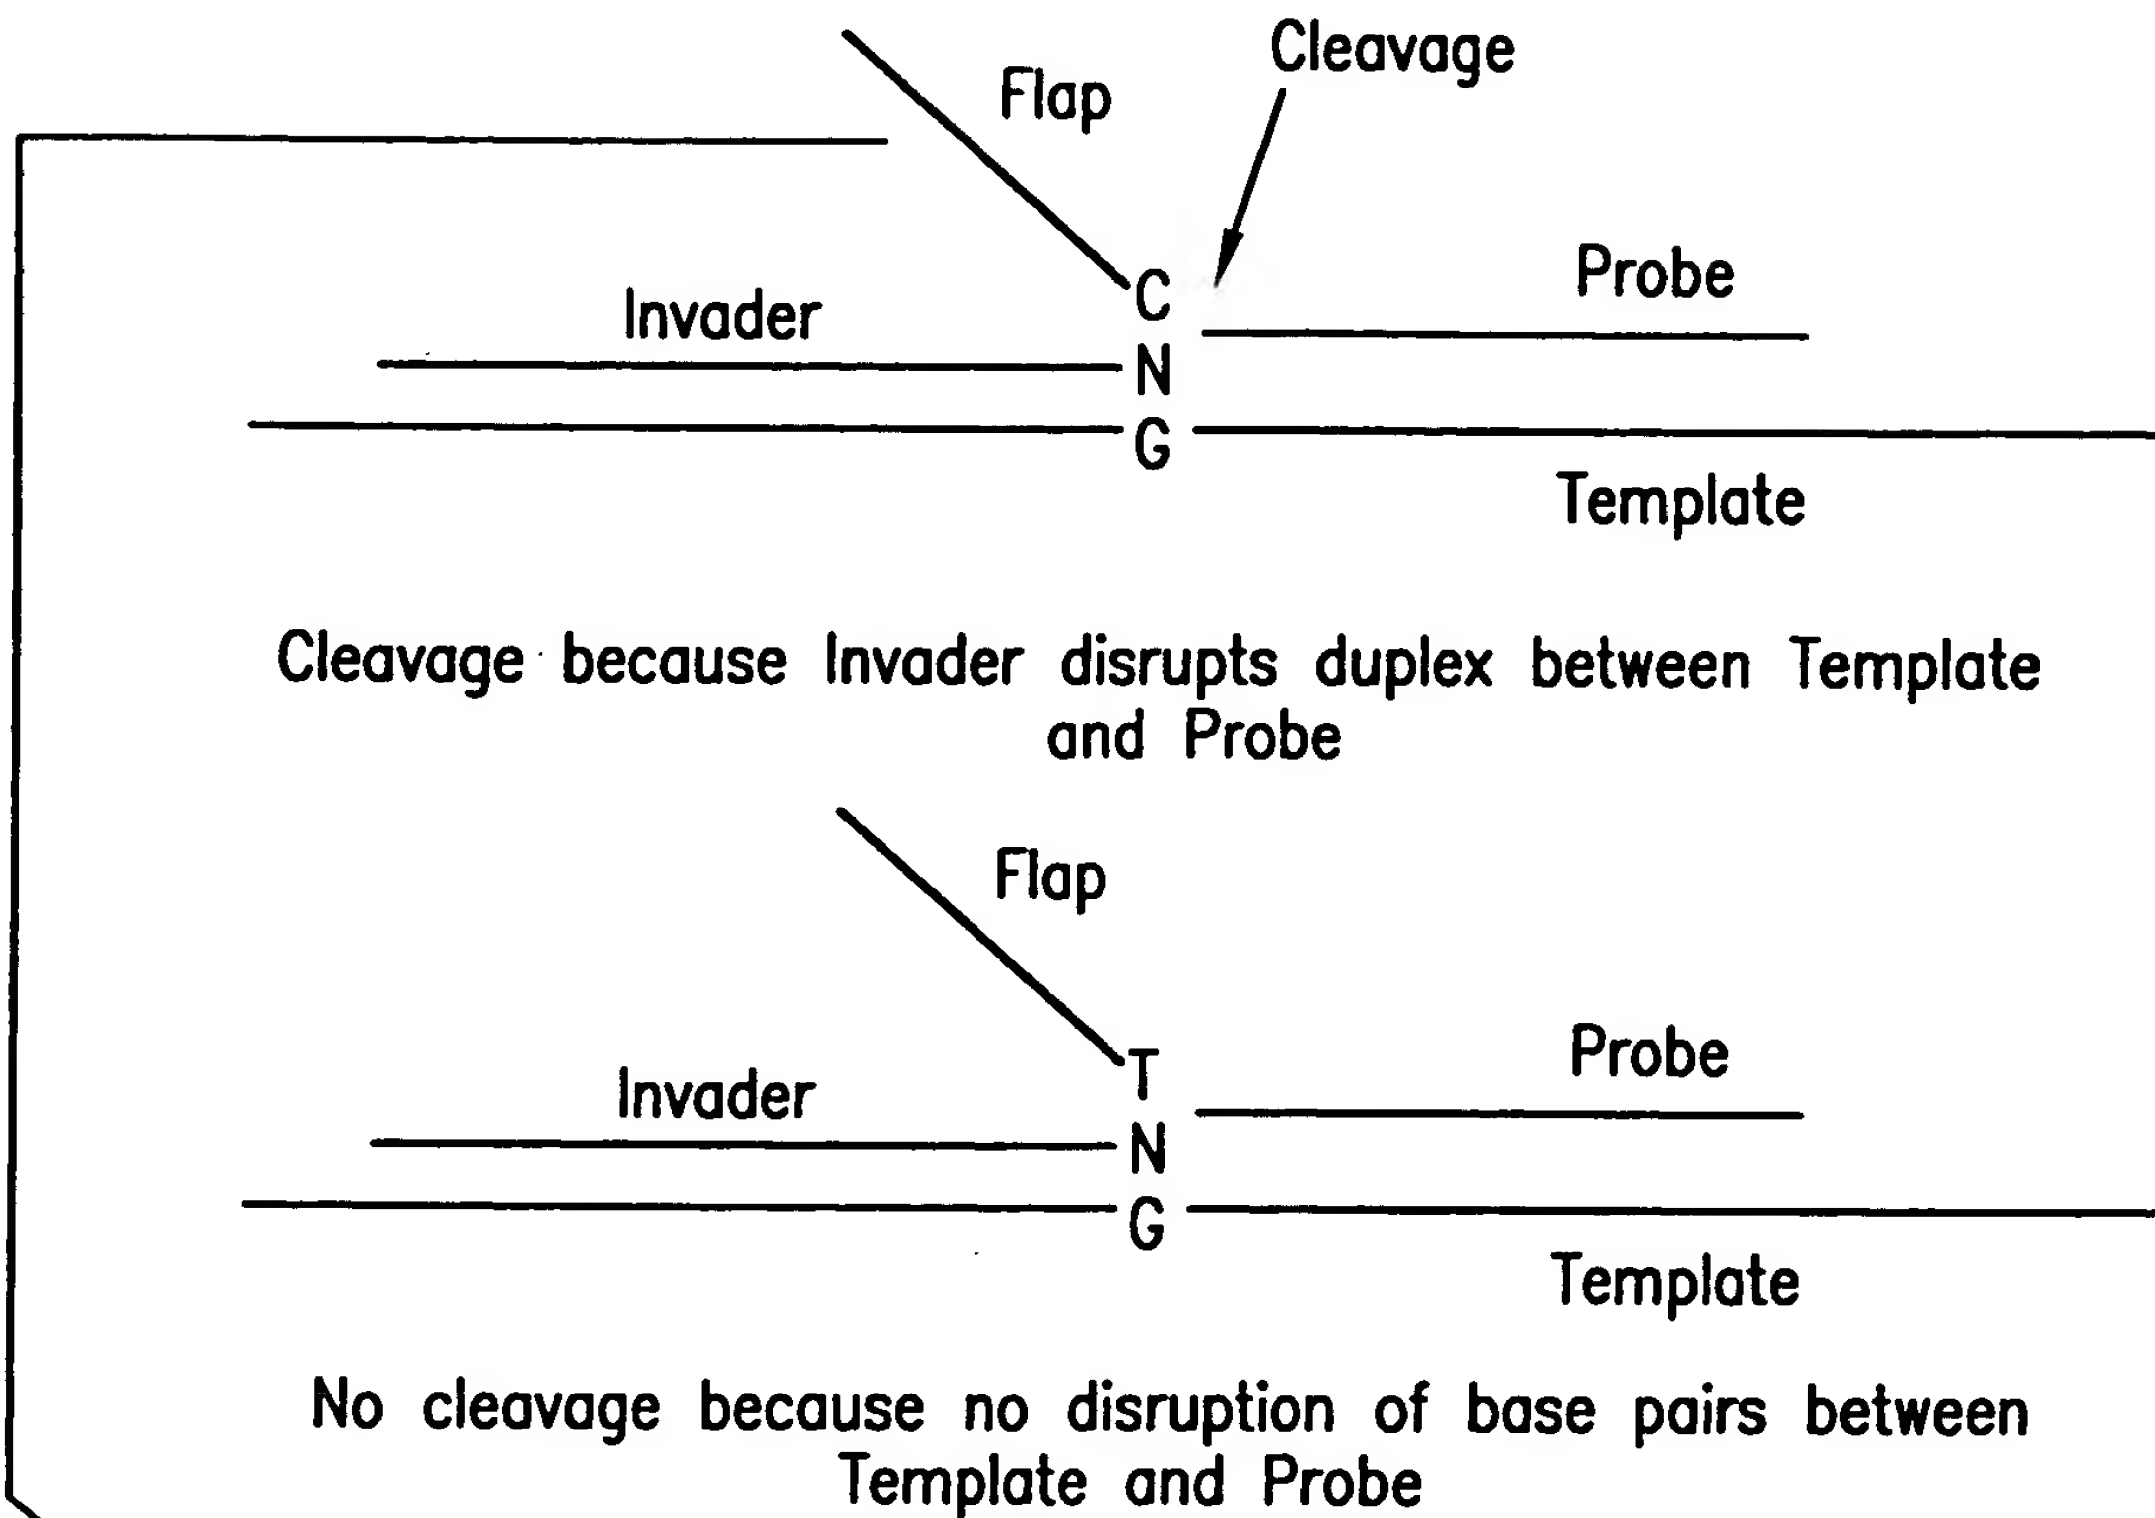 Cleavage
Flap
C
Probe
Invader
N
G
Template
Cleavage because Invader disrupts duplex between Template
and Probe
Flap
T
Probe
Invader
N
G
Template
No cleavage because no disruption of base pairs between
Template and Probe